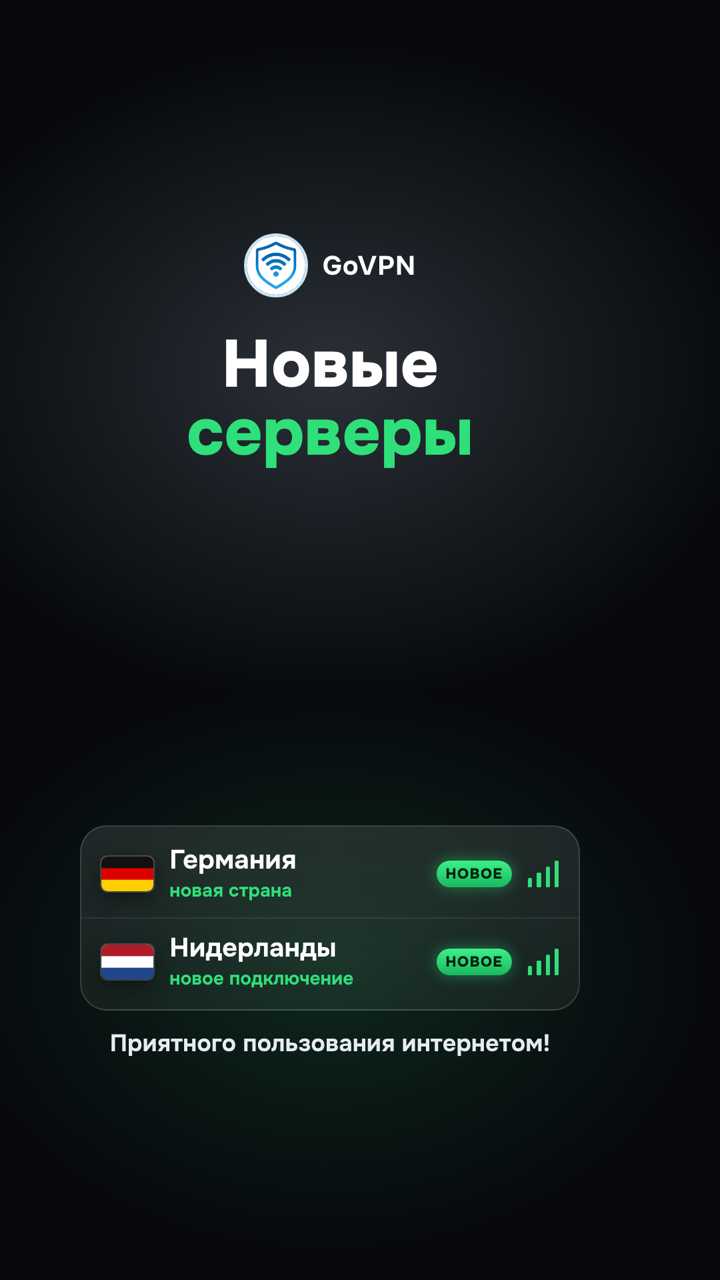 GoVPN
Новые
серверы
Германия
новая страна
НОВОЕ
Нидерланды
новое подключение
НОВОЕ
Приятного пользования интернетом!